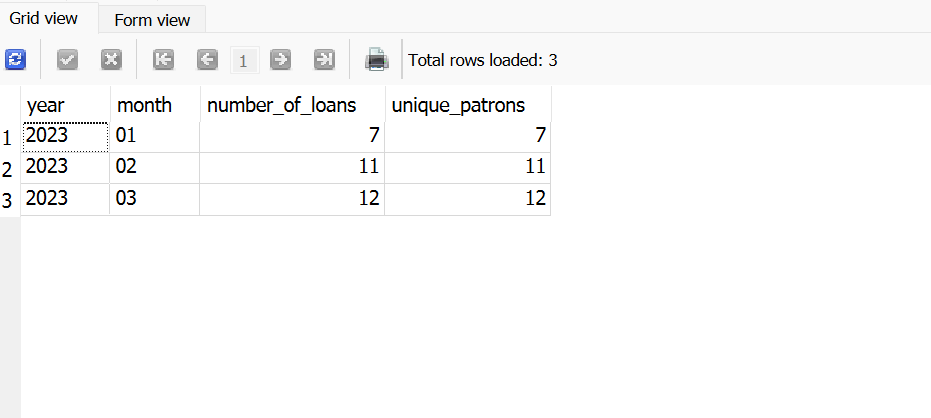 Grid view Form view
1 Total rows loaded: 3
year month number_of_loans unique_patrons
1 2023 01 7 7
2 2023 02 11 11
3 2023 03 12 12